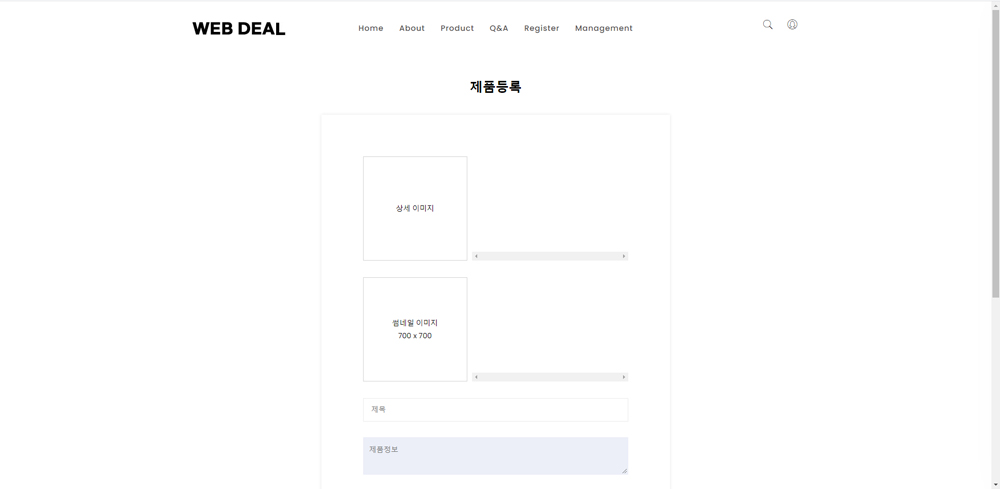 WEB DEAL
Home About Product Q&A Register Management
제품등록
상세 이미지
썸네일 이미지
700 x 700
제목
제품정보